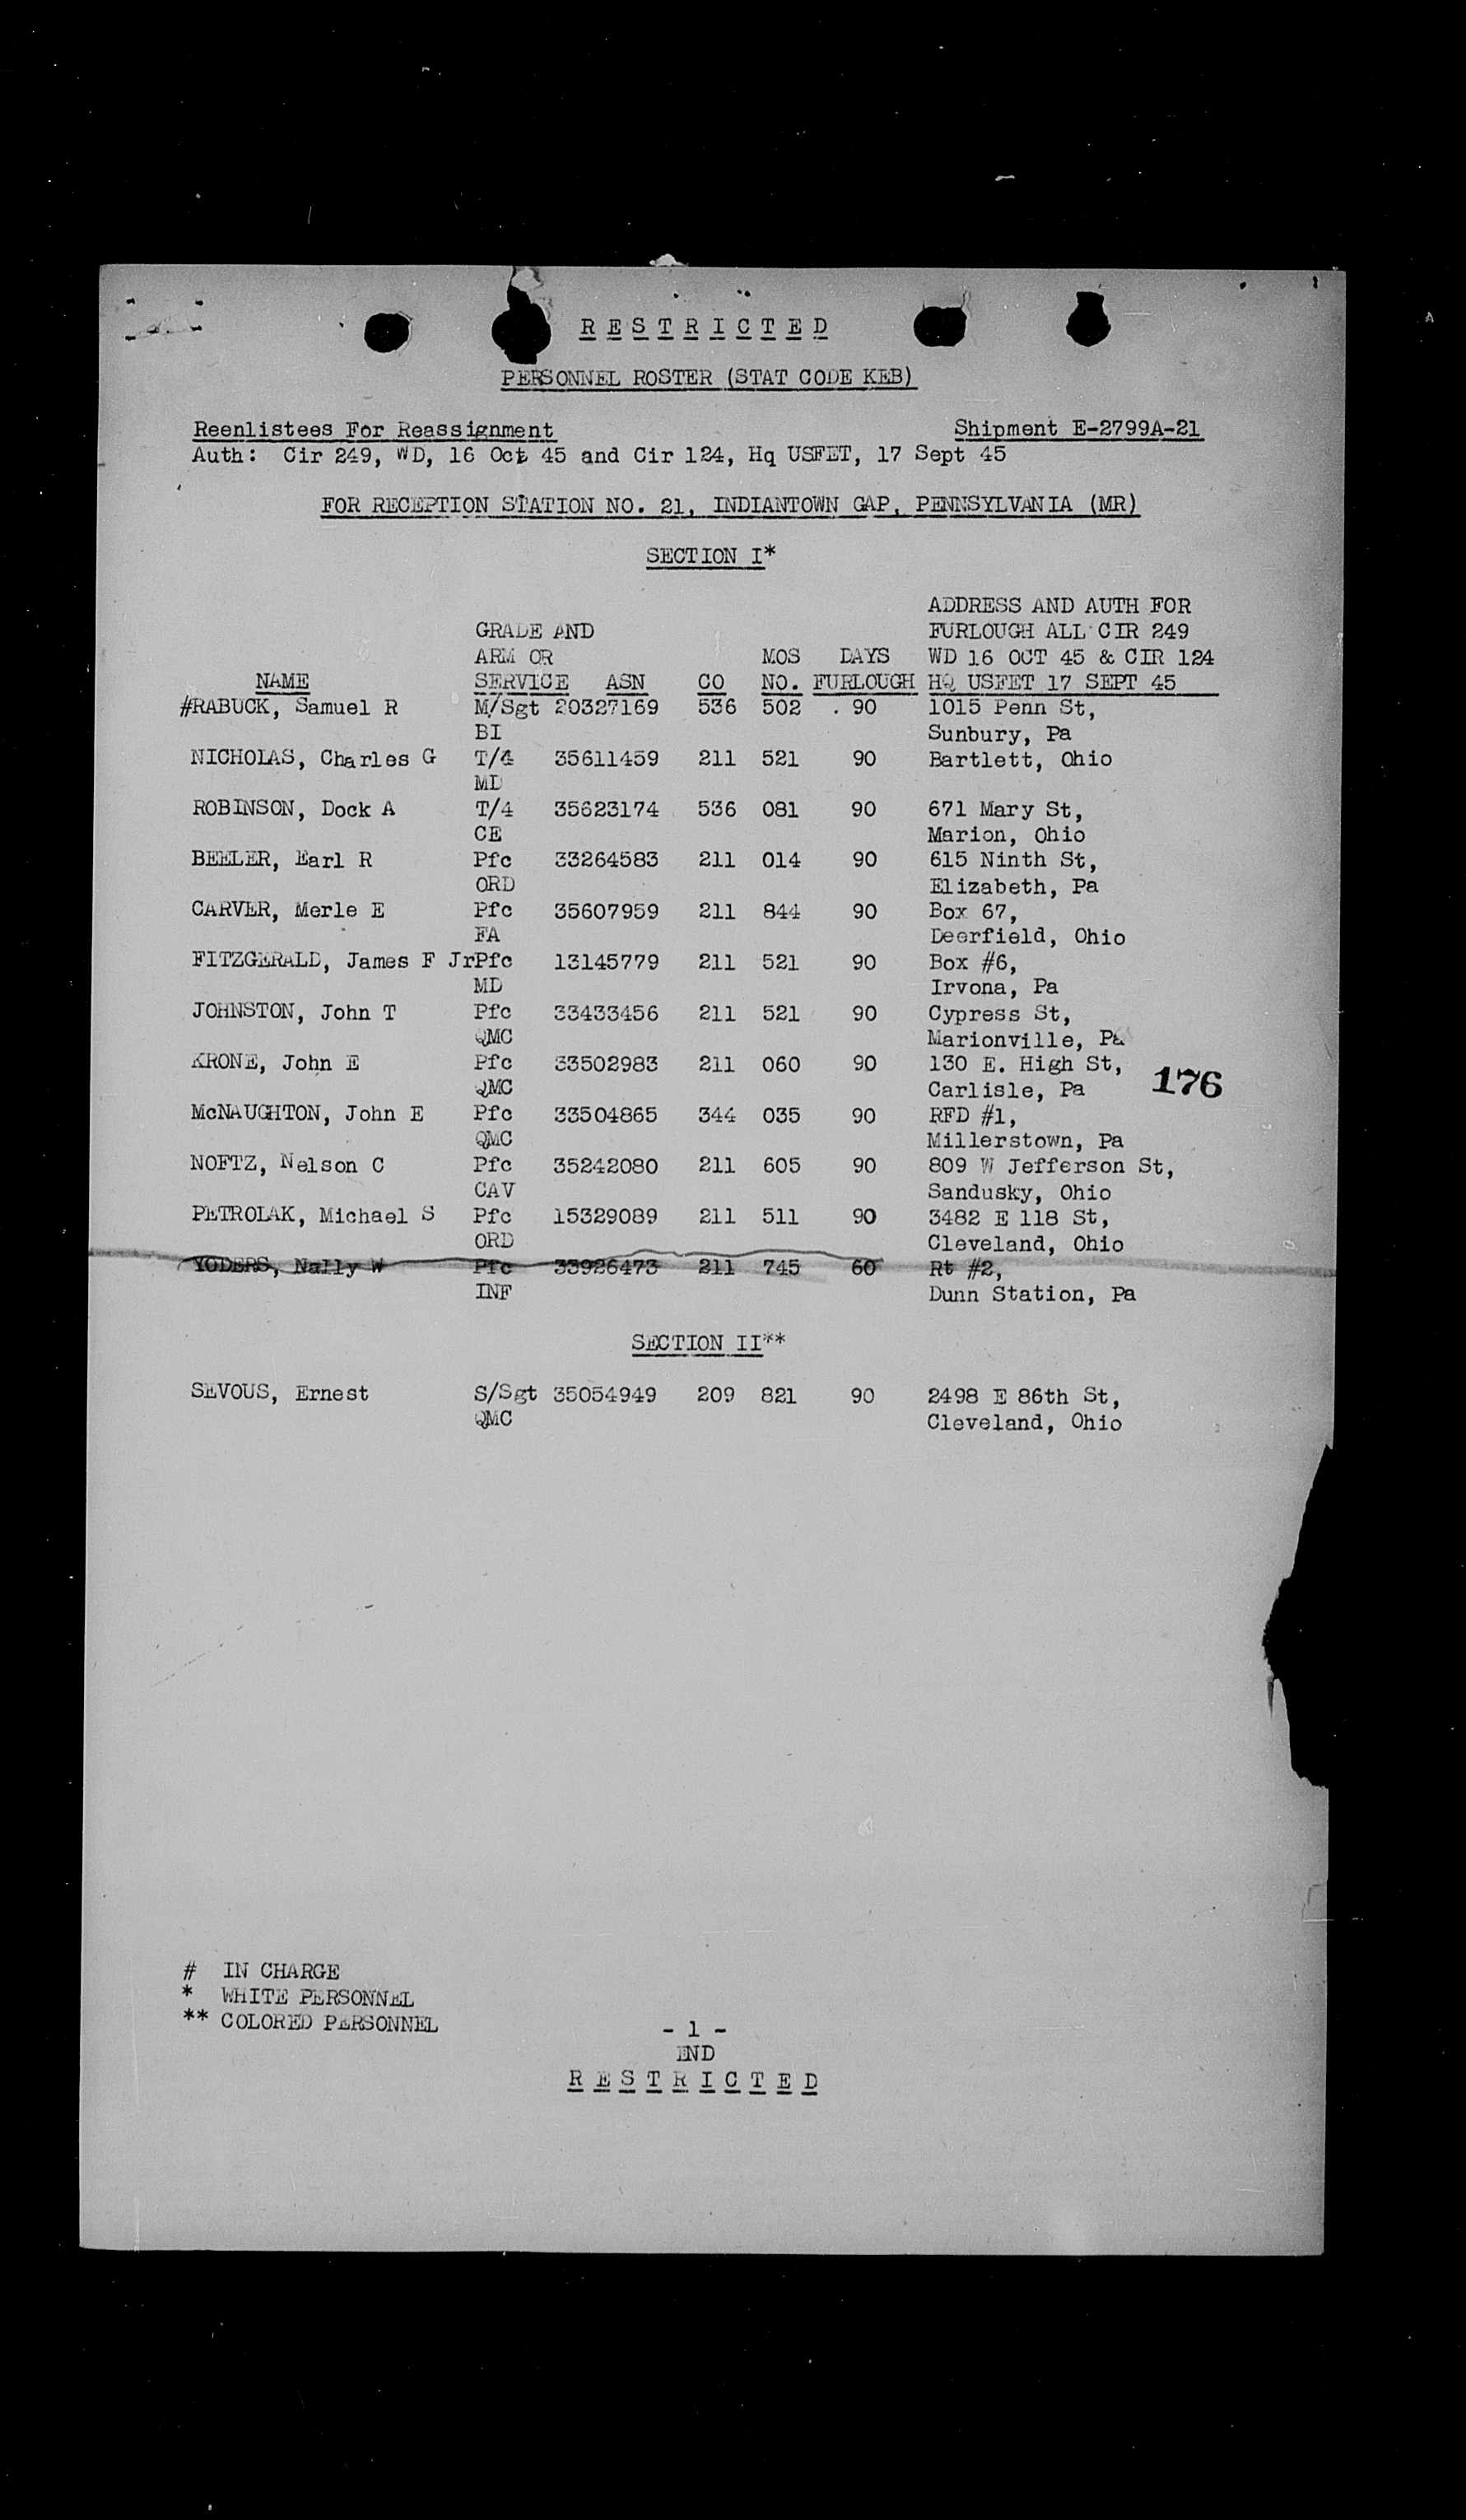 RESTRICTED
PERSONNEL ROSTER (STAT CODE KEB)
Reenlistees For Reassignment Shipment E-2799A-21
Auth: Cir 249, WD, 16 Oct 45 and Cir 124, Hq USFET, 17 Sept 45
FOR RECEPTION STATION NO. 21, INDIANTOWN GAP, PENNSYLVANIA (MR)
SECTION I*
ADDRESS AND AUTH FOR
GRADE AND FURLOUGH ALL CIR 249
ARM OR MOS DAYS WD 16 OCT 45 & CIR 124
NAME SERVICE ASN CO NO. FURLOUGH HQ USFET 17 SEPT 45
#RABUCK, Samuel R M/Sgt 20327169 536 502 . 90 1015 Penn St,
BI Sunbury, Pa
NICHOLAS, Charles G T/4 35611459 211 521 90 Bartlett, Ohio
MD
ROBINSON, Dock A T/4 35623174 536 081 90 671 Mary St,
CE Marion, Ohio
BEELER, Earl R Pfc 33264583 211 014 90 615 Ninth St,
ORD Elizabeth, Pa
CARVER, Merle E Pfc 35607959 211 844 90 Box 67,
FA Deerfield, Ohio
FITZGERALD, James F JrPfc 13145779 211 521 90 Box #6,
MD Irvona, Pa
JOHNSTON, John T Pfc 33433456 211 521 90 Cypress St,
QMC Marionville, Pa
KRONE, John E Pfc 33502983 211 060 90 130 E. High St,
QMC Carlisle, Pa 176
McNAUGHTON, John E Pfc 33504865 344 035 90 RFD #1,
QMC Millerstown, Pa
NOFTZ, Nelson C Pfc 35242080 211 605 90 809 W Jefferson St,
CAV Sandusky, Ohio
PETROLAK, Michael S Pfc 15329089 211 511 90 3482 E 118 St,
ORD Cleveland, Ohio
YODERS, Nally W Pfc 33926473 211 745 60 Rt #2,
INF Dunn Station, Pa
SECTION II**
SEVOUS, Ernest S/Sgt 35054949 209 821 90 2498 E 86th St,
QMC Cleveland, Ohio
# IN CHARGE
* WHITE PERSONNEL
** COLORED PERSONNEL
- 1 -
END
RESTRICTED